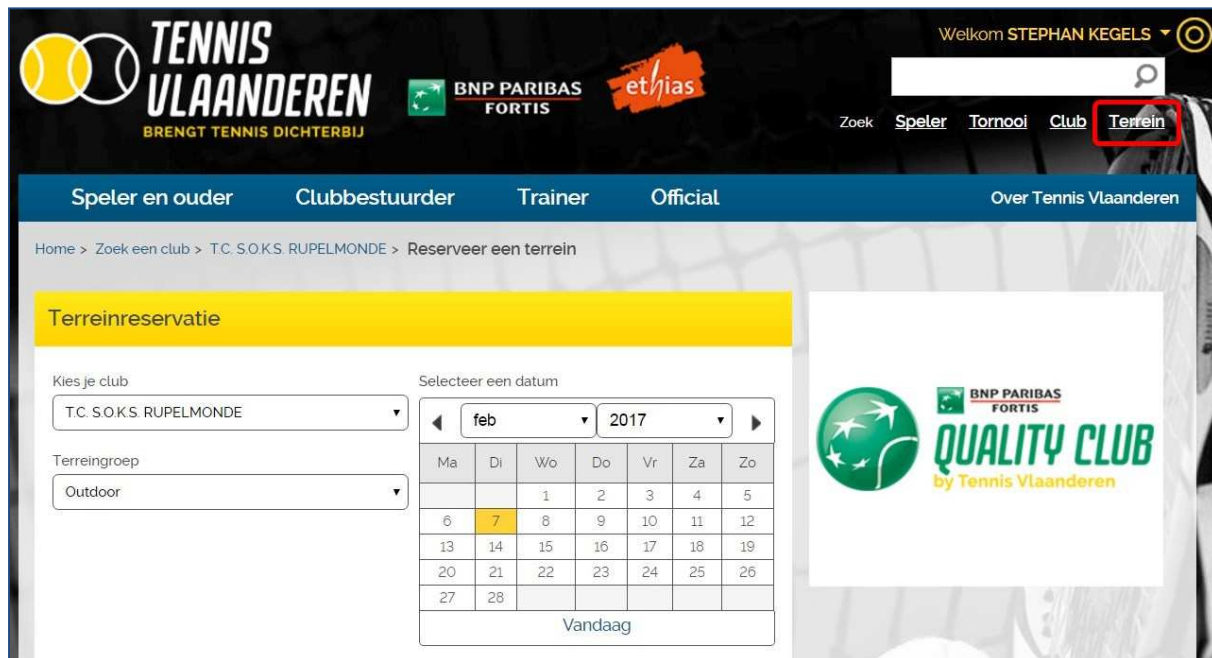 TENNIS
VLAANDEREN
BRENGT TENNIS DICHTERBIJ
BNP PARIBAS
FORTIS
ethias
Welkom STEPHAN KEGELS
Zoek Speler Tornooi Club Terrein
Speler en ouder Clubbestuurder Trainer Official Over Tennis Vlaanderen
Home > Zoek een club > T.C. S.O.K.S. RUPELMONDE > Reserveer een terrein
Terreinreservatie
Kies je club
T.C. S.O.K.S. RUPELMONDE
Terreingroep
Outdoor
Selecteer een datum
feb 2017
Ma Di Wo Do Vr Za Zo
1 2 3 4 5
6 7 8 9 10 11 12
13 14 15 16 17 18 19
20 21 22 23 24 25 26
27 28
Vandaag
BNP PARIBAS
FORTIS
QUALITY CLUB
by Tennis Vlaanderen